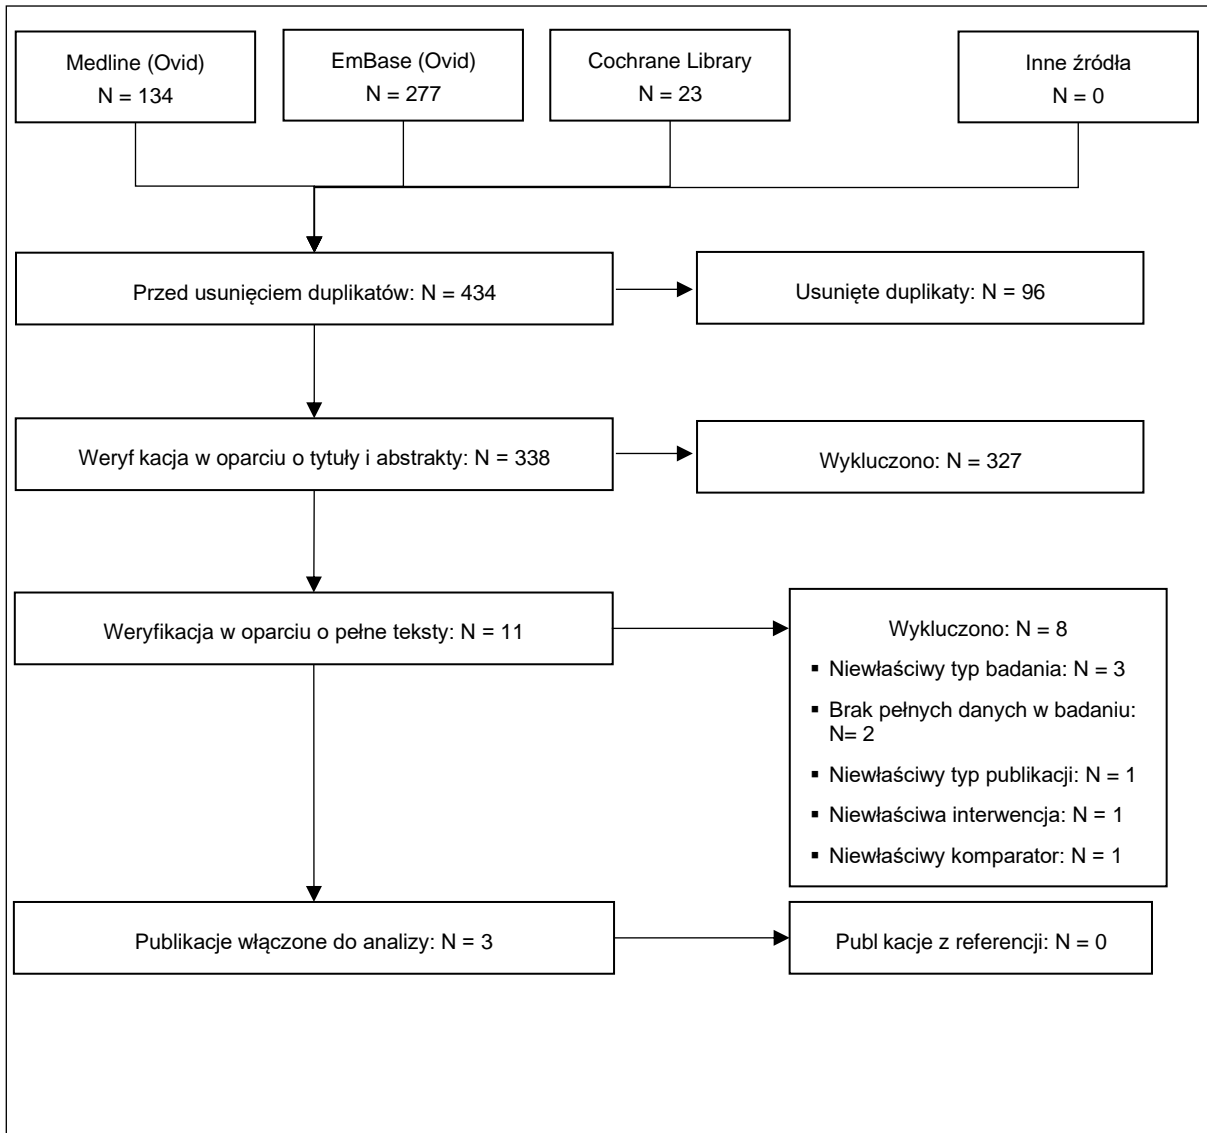 Medline (Ovid)
N = 134
EmBase (Ovid)
N = 277
Cochrane Library
N = 23
Inne źródła
N = 0
Przed usunięciem duplikatów: N = 434
Usunięte duplikaty: N = 96
Weryf kacja w oparciu o tytuły i abstrakty: N = 338
Wykluczono: N = 327
Weryfikacja w oparciu o pełne teksty: N = 11
Wykluczono: N = 8
▪ Niewłaściwy typ badania: N = 3
▪ Brak pełnych danych w badaniu:
N= 2
▪ Niewłaściwy typ publikacji: N = 1
▪ Niewłaściwa interwencja: N = 1
▪ Niewłaściwy komparator: N = 1
Publikacje włączone do analizy: N = 3
Publ kacje z referencji: N = 0